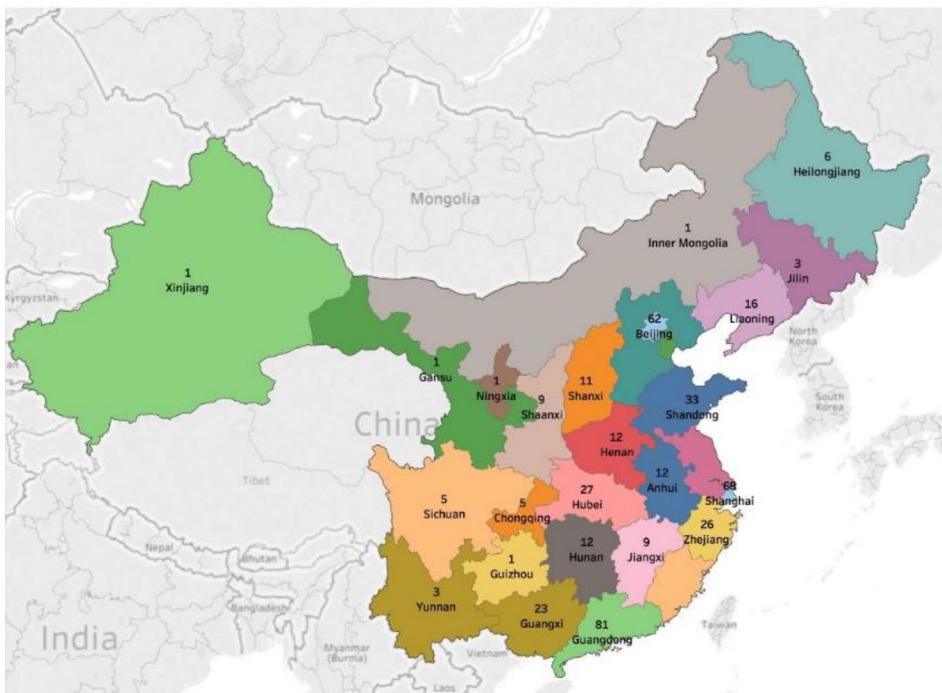 6
Heilongjiang
Mongolia
1
Inner Mongolia
3
Jilin
1
Xinjiang
Kyrgyzstan
16
Liaoning
62
Beijing
North
Korea
1
Gansu
1
Ningxia
11
Shanxi
9
Shaanxi
33
Shandong
South
Korea
China
12
Henan
12
Anhui
Tibet
27
Hubei
68
Shanghai
5
Sichuan
5
Chongqing
26
Zhejiang
12
Hunan
9
Jiangxi
Nepal
Bhutan
1
Guizhou
3
Yunnan
23
Guangxi
81
Guangdong
Bangladesh
Taiwan
India
Myanmar
(Burma)
Vietnam
Laos